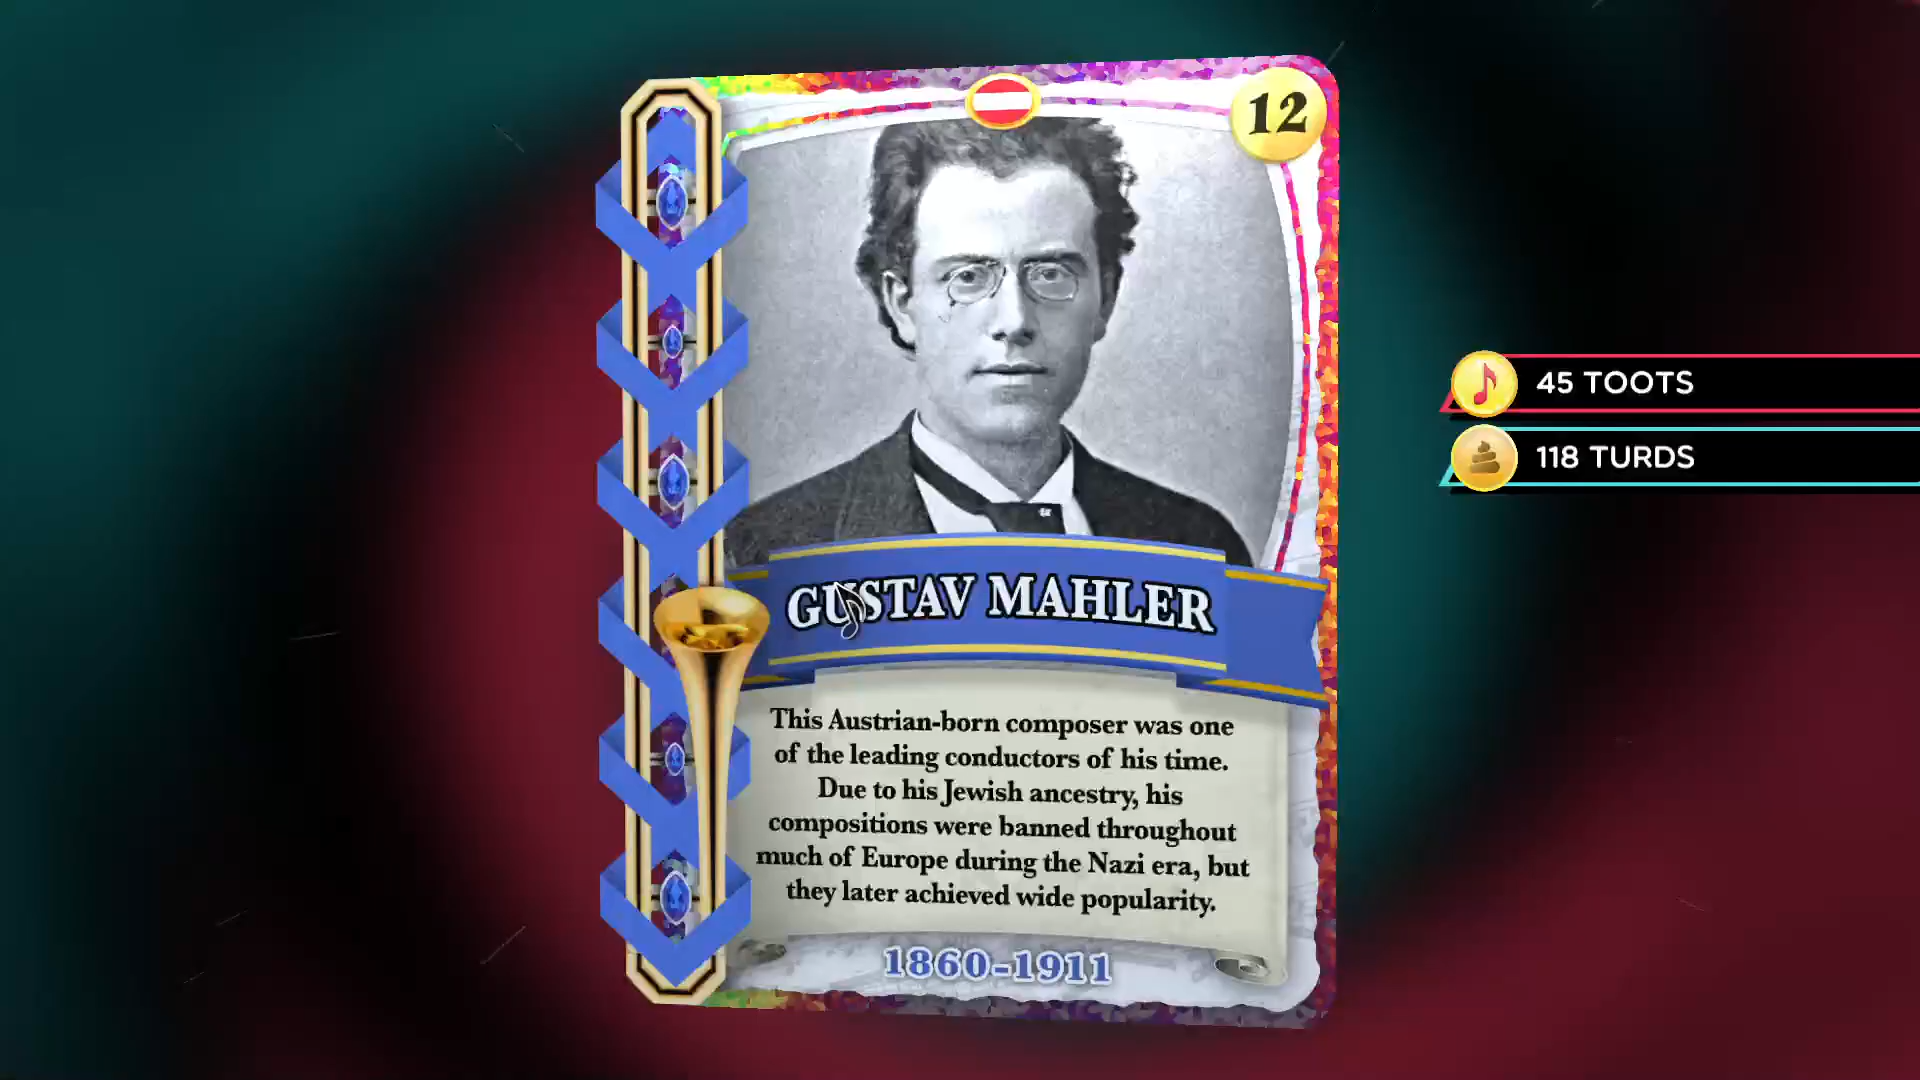 12
GUSTAV MAHLER
This Austrian-born composer was one
of the leading conductors of his time.
Due to his Jewish ancestry, his
compositions were banned throughout
much of Europe during the Nazi era, but
they later achieved wide popularity.
1860-1911
45 TOOTS
118 TURDS